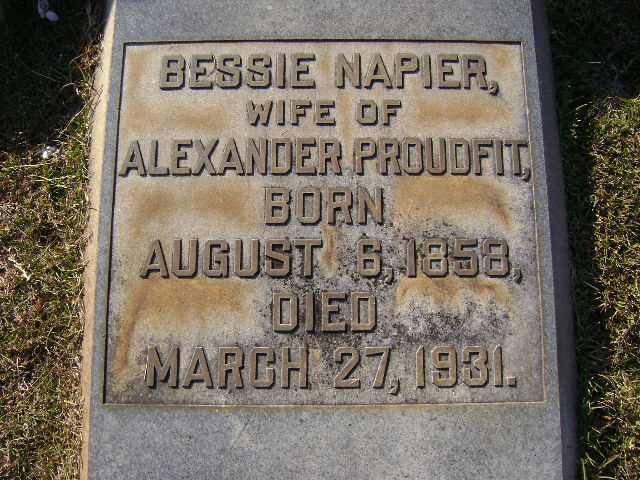 BESSIE NAPIER,
WIFE OF
ALEXANDER PROUDFIT,
BORN
AUGUST 6, 1858,
DIED
MARCH 27, 1931.